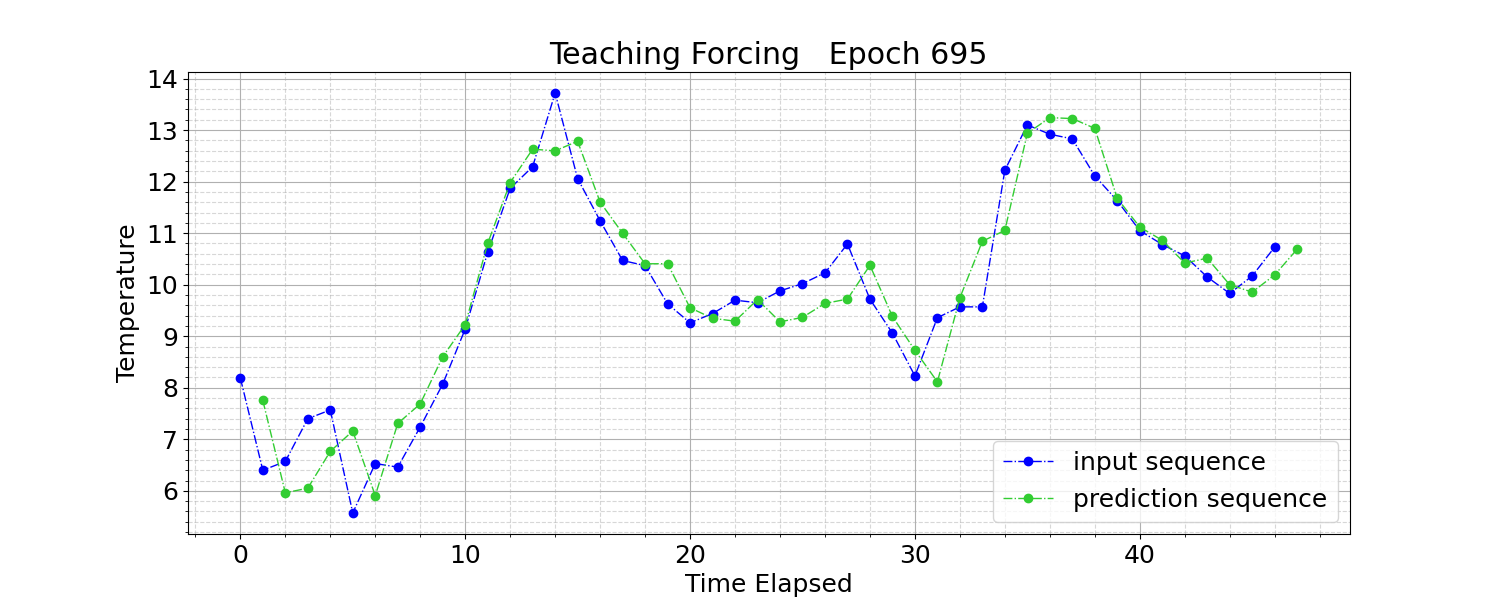 Teaching Forcing   Epoch 695
14
13
12
11
10
9
8
7
6
Temperature
input sequence
prediction sequence
0 10 20 30 40
Time Elapsed